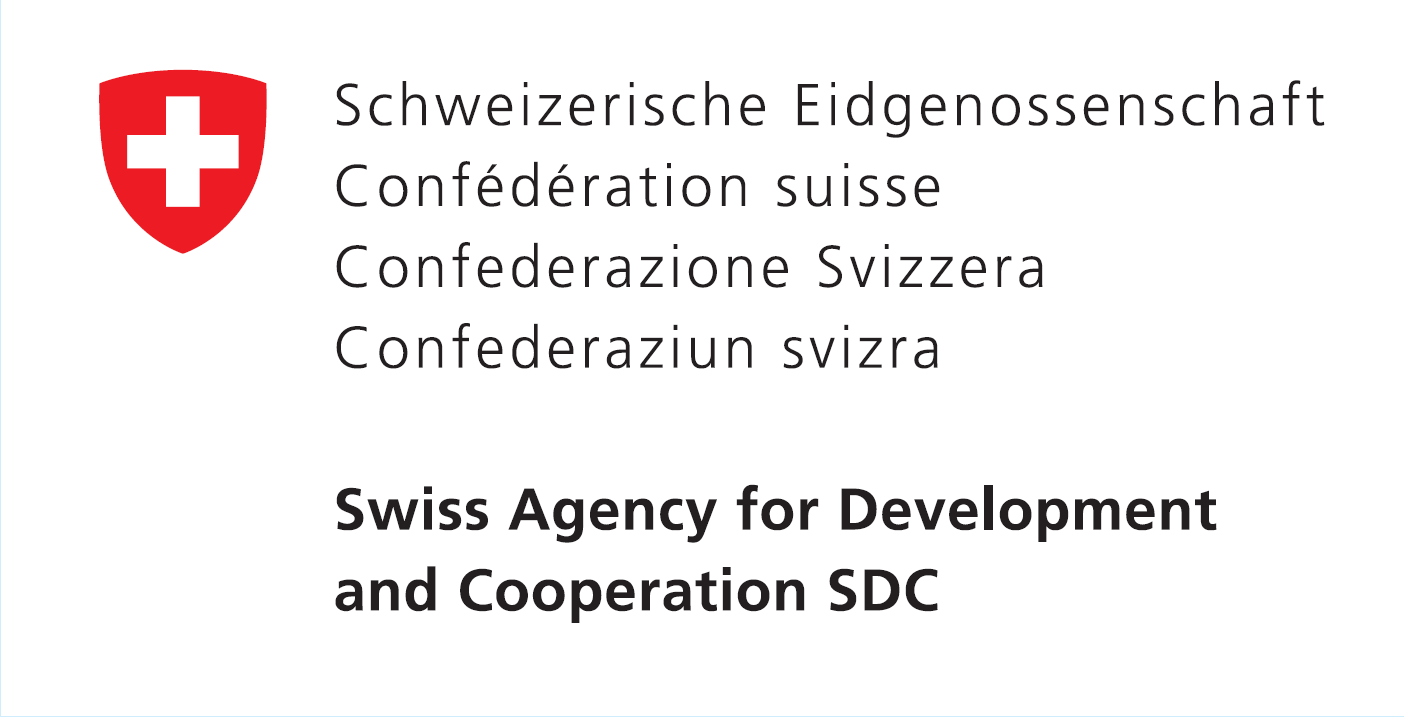 Schweizerische Eidgenossenschaft
Confédération suisse
Confederazione Svizzera
Confederaziun svizra
Swiss Agency for Development
and Cooperation SDC